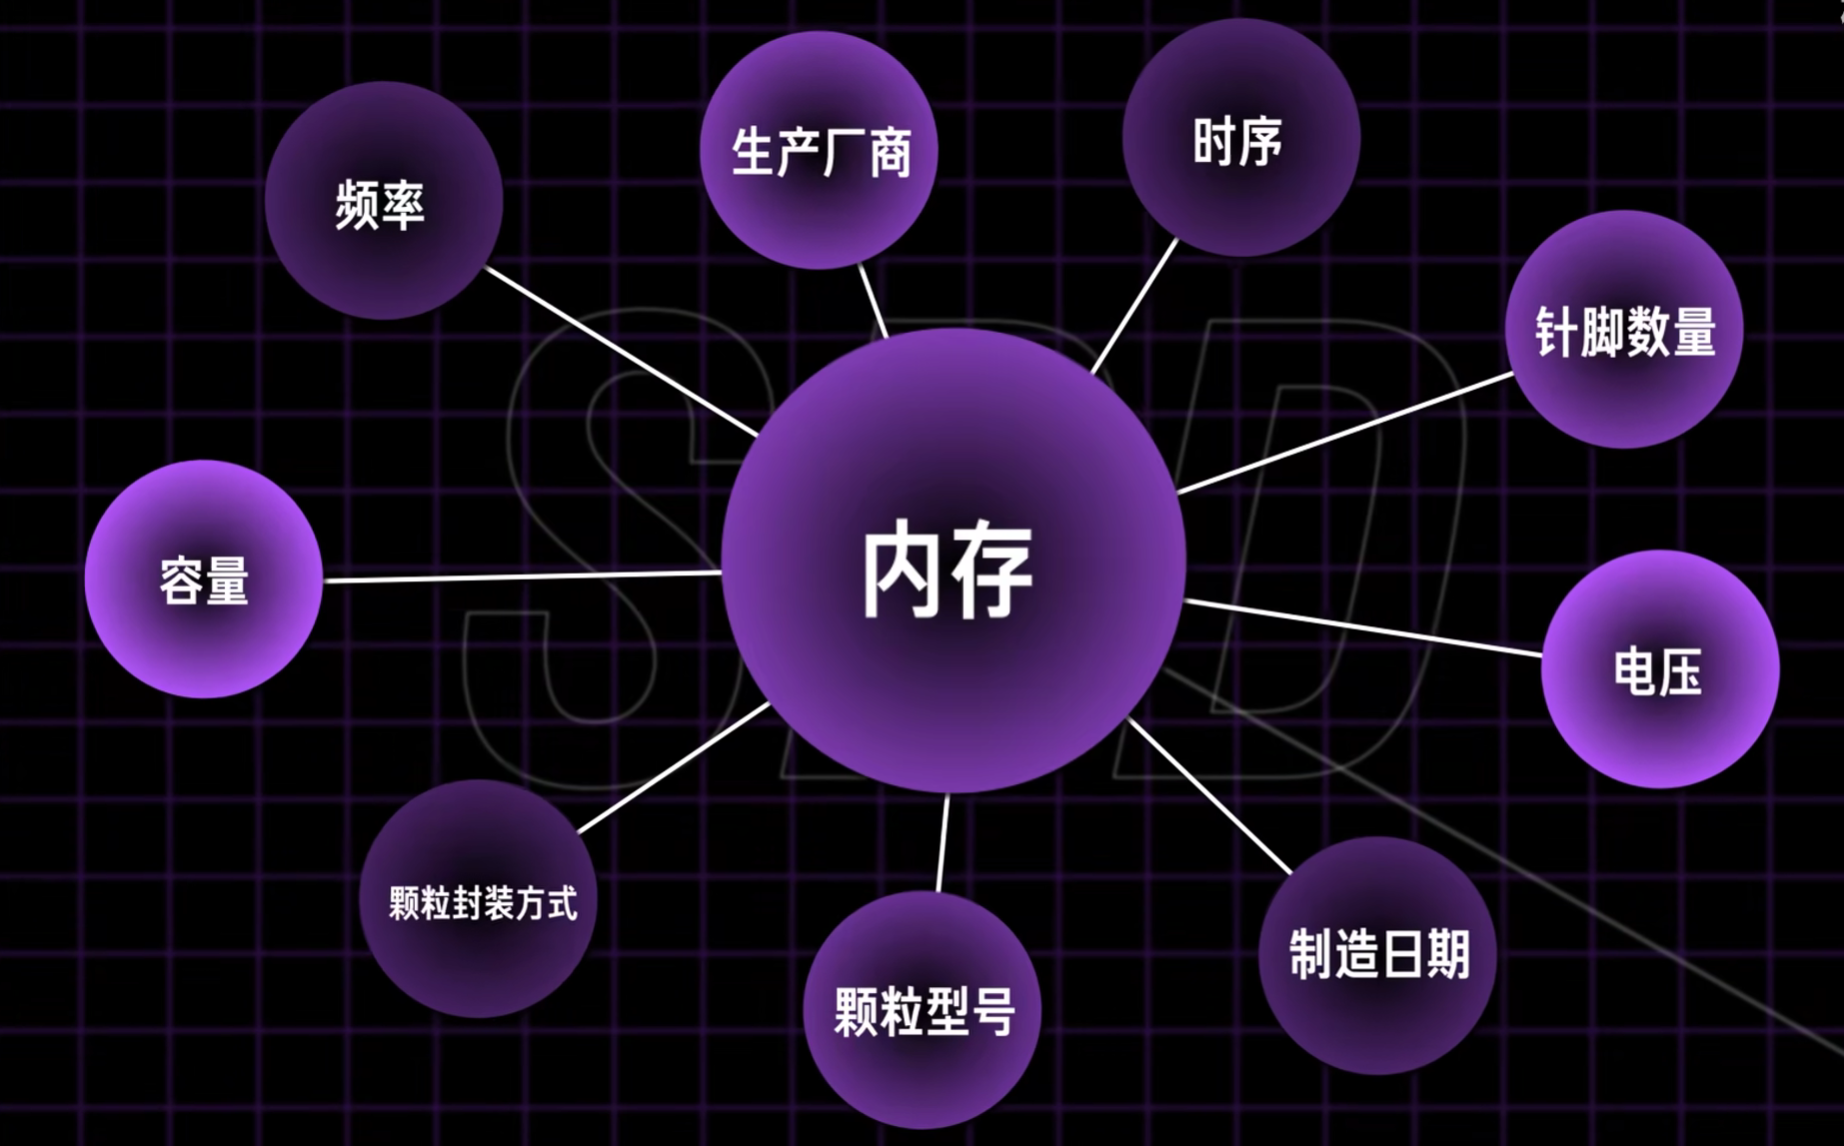 生产厂商
时序
频率
针脚数量
SPD
内存
容量
电压
颗粒封装方式
颗粒型号
制造日期